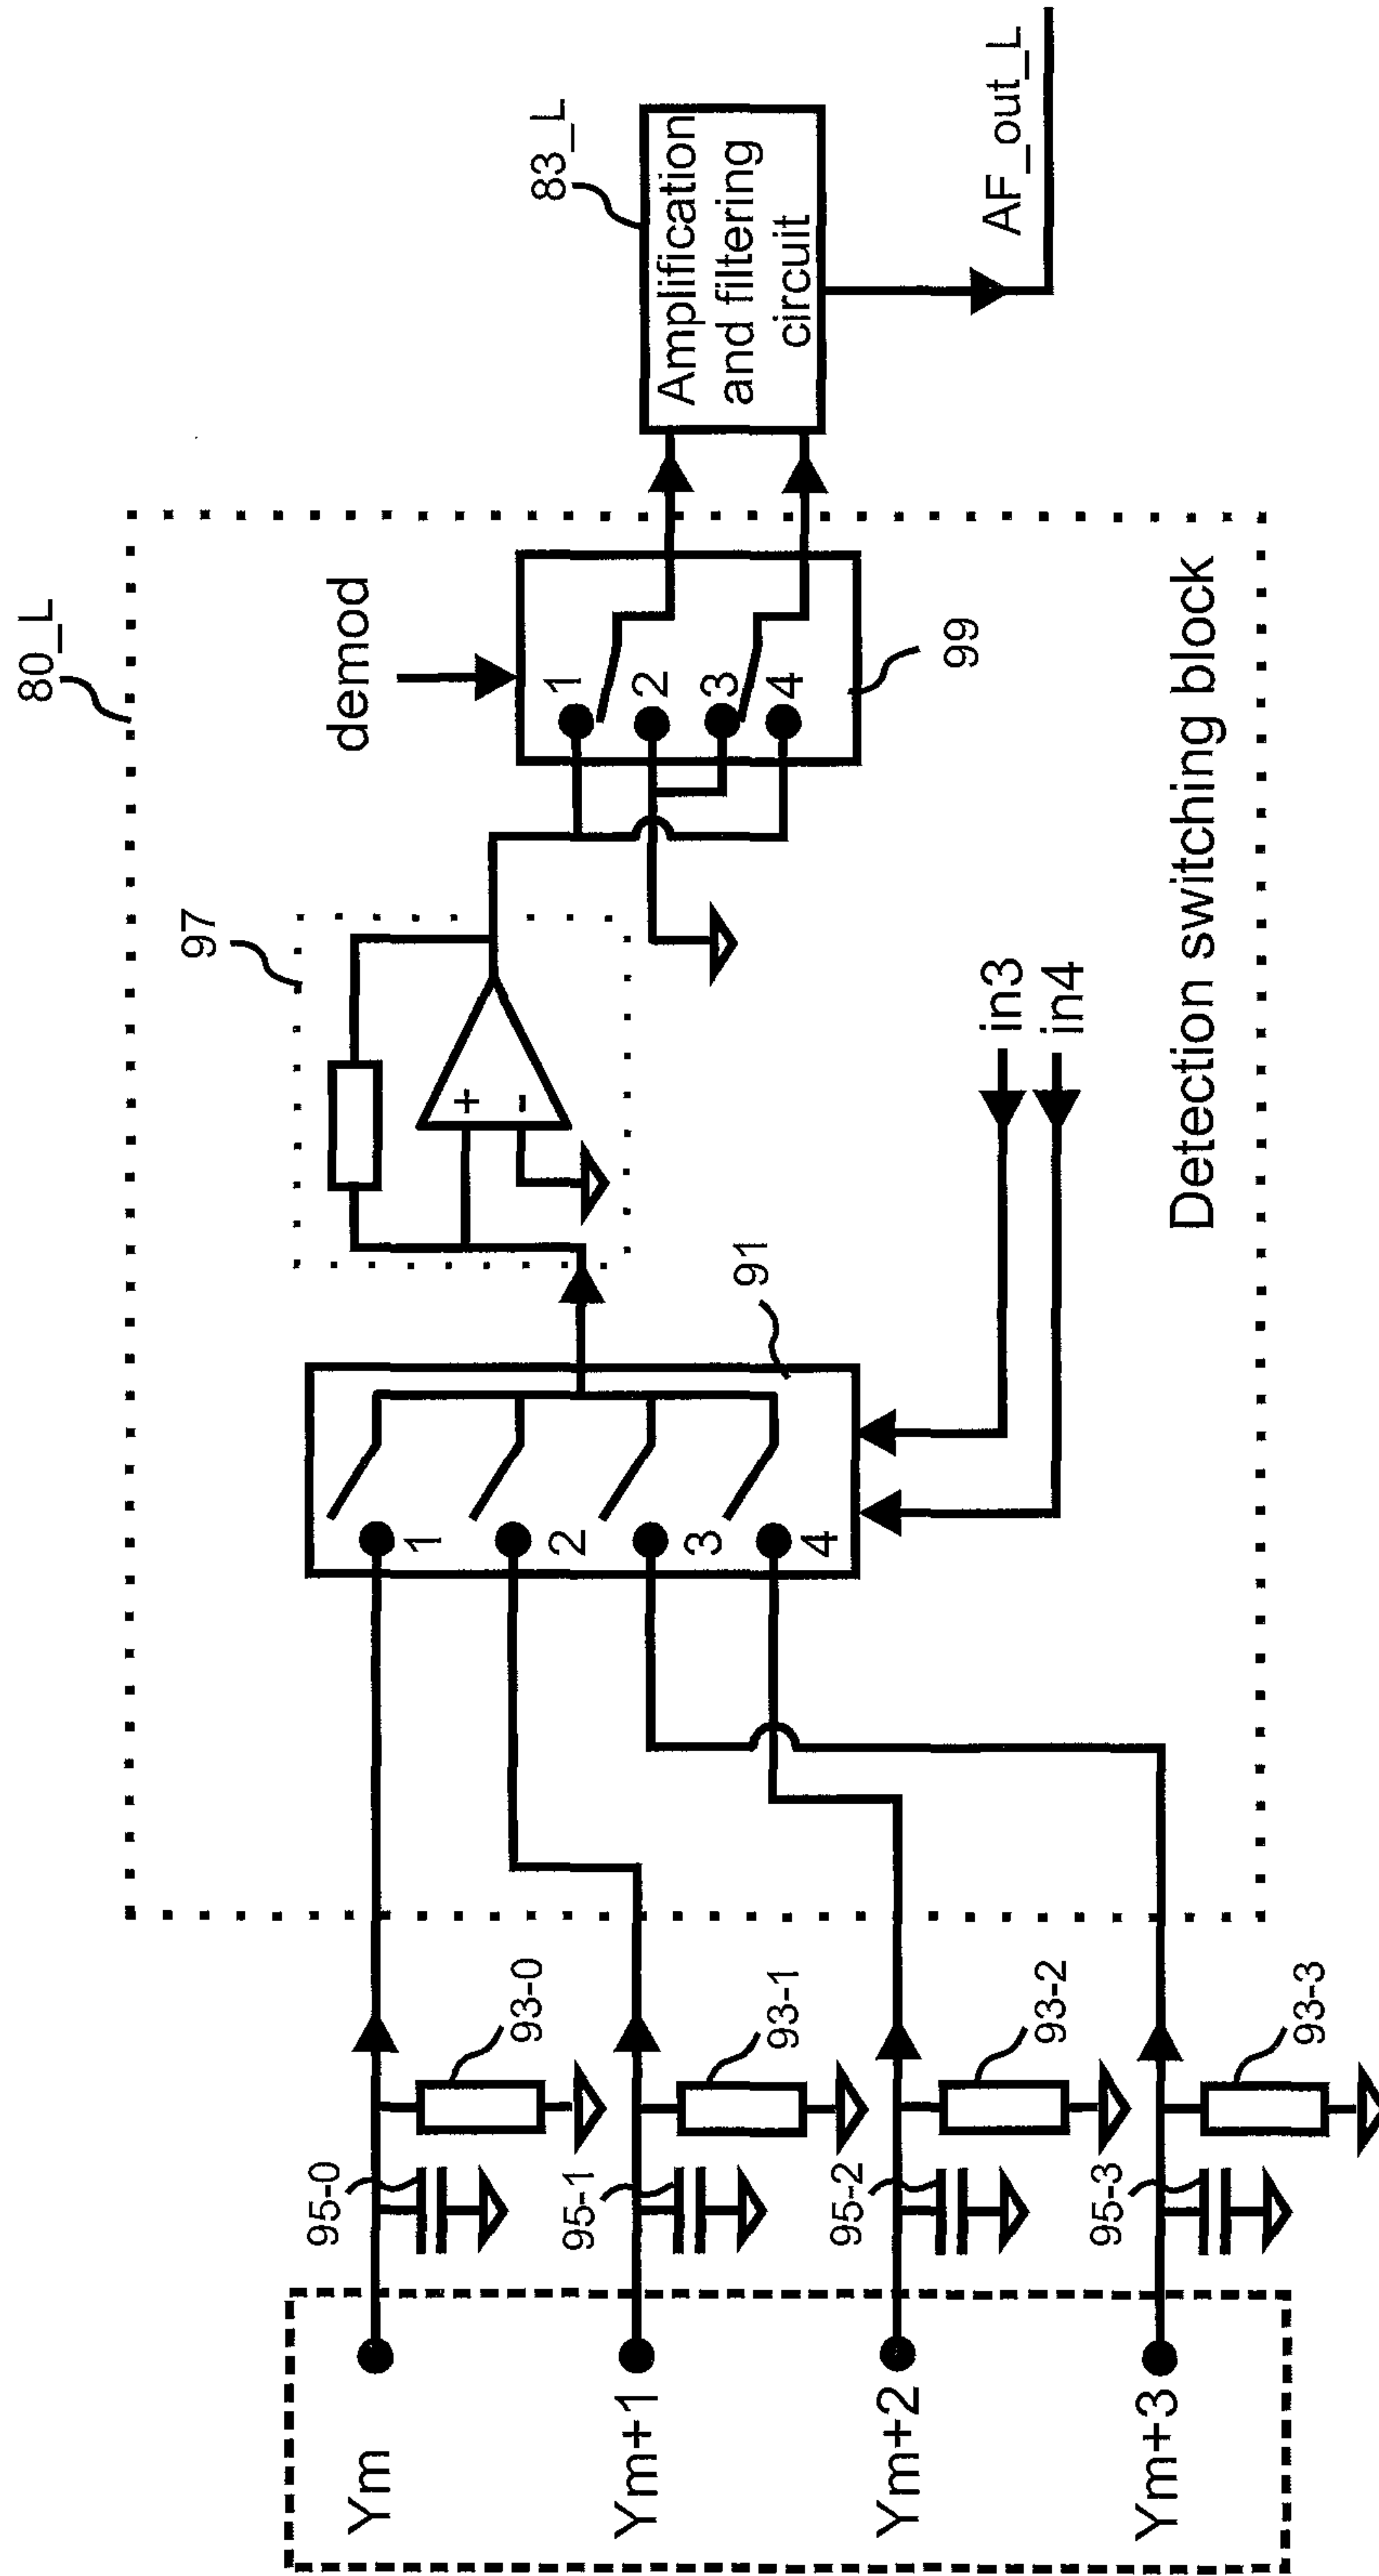 80_L
97
demod
83_L
Amplification
and filtering
circuit
AF_out_L
1
2
3
4
99
+
-
91
1
2
3
4
in3
in4
Detection switching block
Ym
95-0
93-0
Ym+1
95-1
93-1
Ym+2
95-2
93-2
Ym+3
95-3
93-3